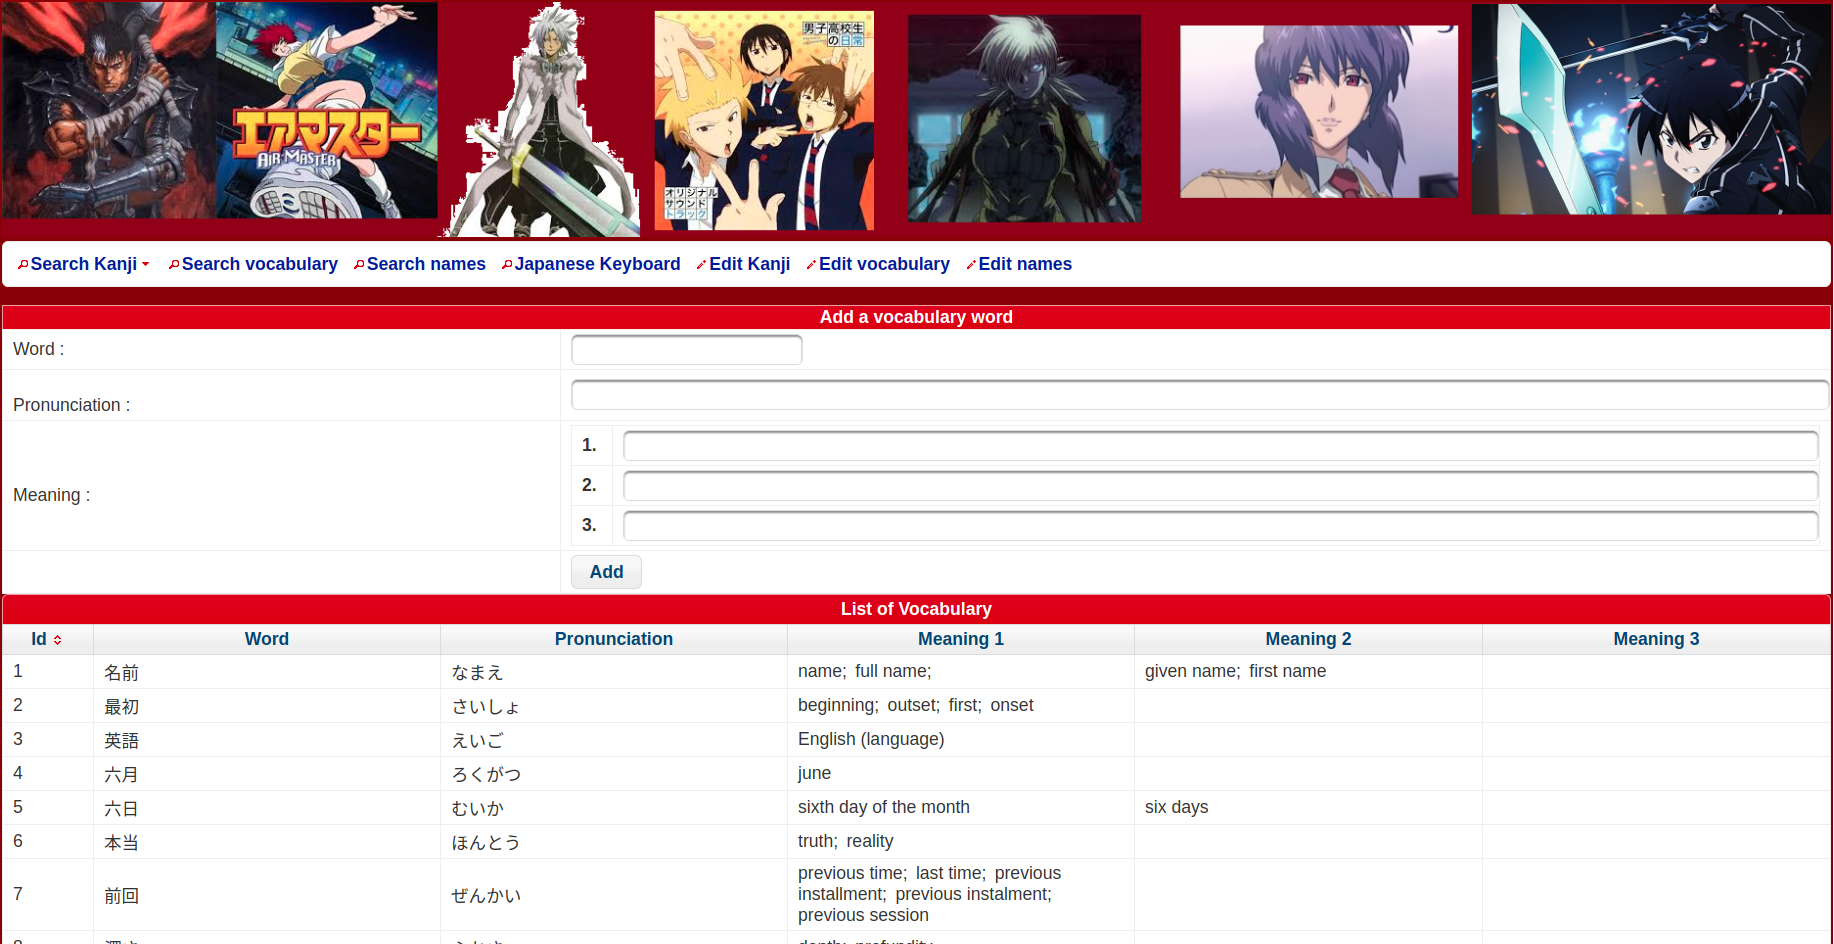 エアマスター
AIR MASTER
男子高校生
の日常
オリジナル
サウンド
トラック
Search Kanji
Search vocabulary
Search names
Japanese Keyboard
Edit Kanji
Edit vocabulary
Edit names
Add a vocabulary word
Word :
Pronunciation :
Meaning :
1.
2.
3.
Add
List of Vocabulary
Id Word Pronunciation Meaning 1 Meaning 2 Meaning 3
1 名前 なまえ name; full name; given name; first name
2 最初 さいしょ beginning; outset; first; onset
3 英語 えいご English (language)
4 六月 ろくがつ june
5 六日 むいか sixth day of the month six days
6 本当 ほんとう truth; reality
7 前回 ぜんかい previous time; last time; previous
installment; previous instalment;
previous session